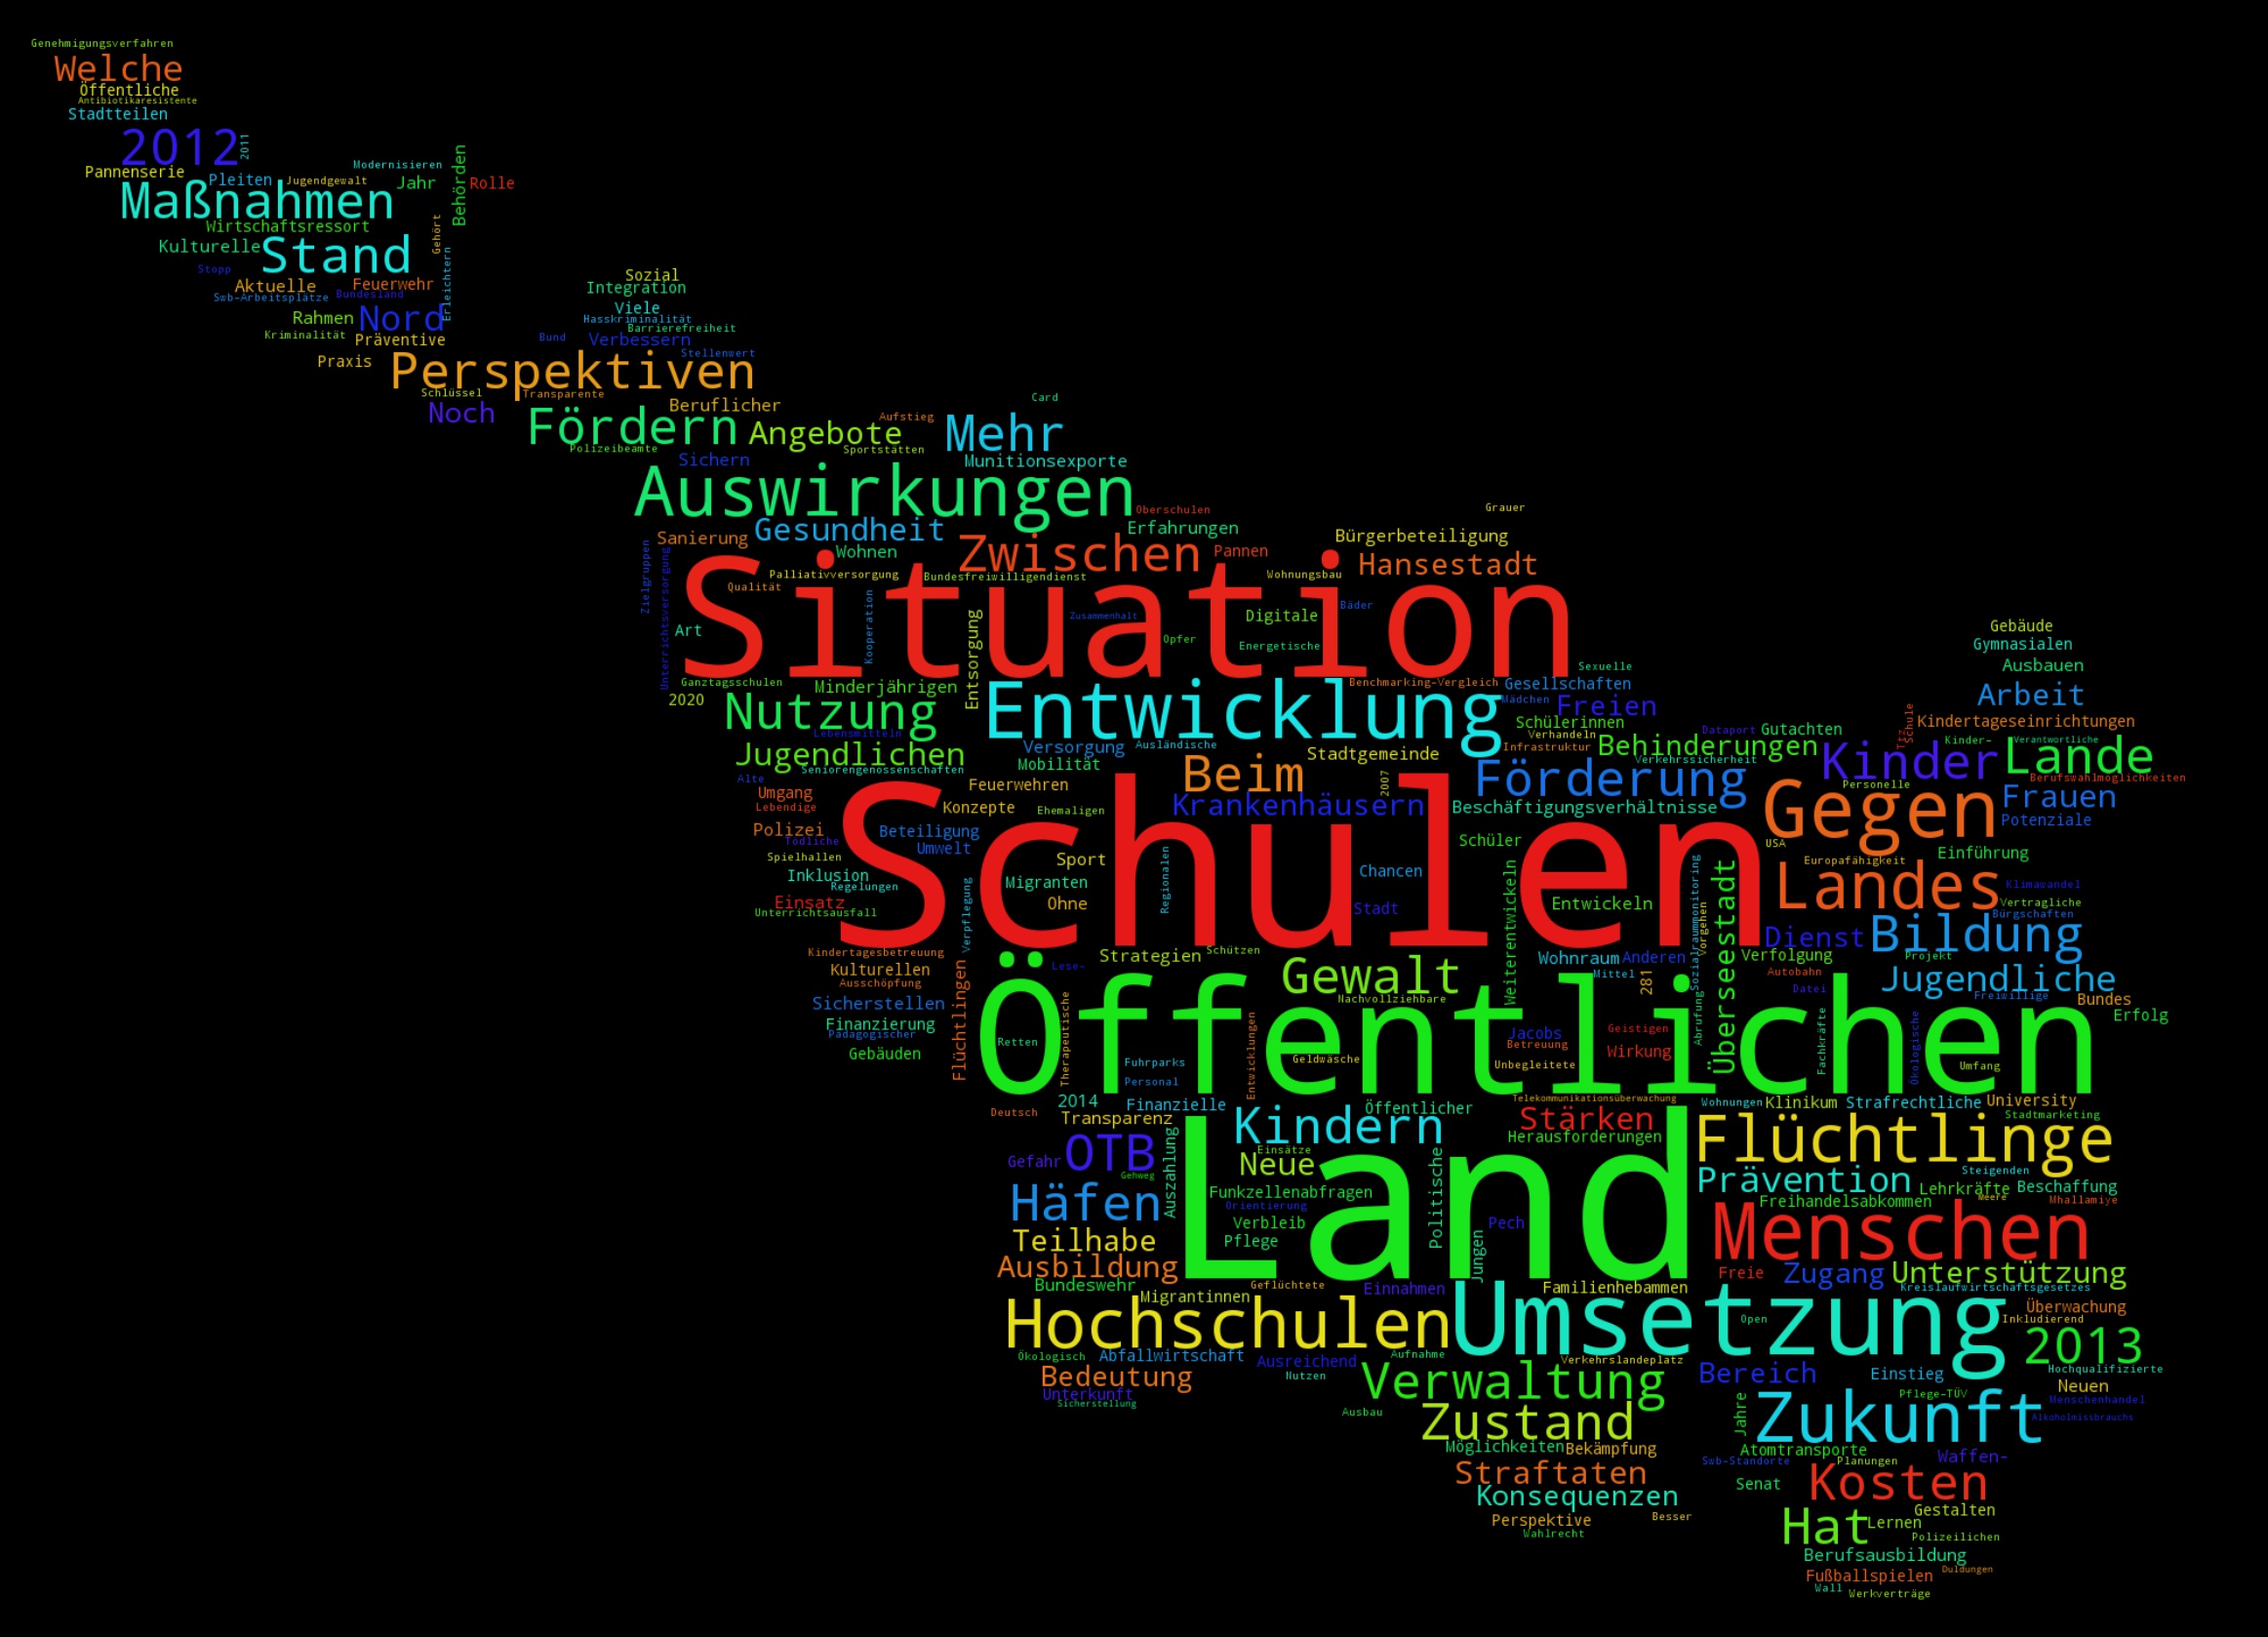 Genehmigungsverfahren
Welche
Öffentliche
Antibiotikaresistente
Stadtteilen
2012
2011
Pannenserie
Pleiten
Jugendgewalt
Modernisieren
Jahr
Behörden
Rolle
Maßnahmen
Wirtschaftsressort
Gehört
Kulturelle
Stand
Erleichtern
Stopp
Aktuelle
Feuerwehr
Swb-Arbeitsplätze
Bundesland
Rahmen
Nord
Kriminalität
Präventive
Praxis
Sozial
Integration
Viele
Hasskriminalität
Barrierefreiheit
Bund
Verbessern
Stellenwert
Perspektiven
Schlüssel
Transparente
Noch
Beruflicher
Fördern
Angebote
Aufstieg
Card
Mehr
Polizeibeamte
Sportstätten
Sichern
Munitionsexporte
Auswirkungen
Oberschulen
Grauer
Gesundheit
Erfahrungen
Sanierung
Wohnen
Zwischen
Pannen
Bürgerbeteiligung
Hansestadt
Zielgruppen
Unterrichtsversorgung
Palliativversorgung
Bundesfreiwilligendienst
Wohnungsbau
Qualität
Situation
Kooperation
Entsorgung
Zusammenhalt
Digitale
Bäder
Art
Opfer
Energetische
Sexuelle
Gebäude
Gymnasialen
Ausbauen
Ganztagsschulen
Minderjährigen
Benchmarking-Vergleich
Gesellschaften
Arbeit
2020
Nutzung
Entwicklung
Mädchen
Freien
Schülerinnen
Schule
Kindertageseinrichtungen
Lebensmitteln
Verhandeln
Dataport
Gutachten
Jugendlichen
Versorgung
Ausländische
Stadtgemeinde
Infrastruktur
Behinderungen
Kinder
Kinder-
Verantwortliche
Lande
Seniorengenossenschaften
Mobilität
Verkehrssicherheit
Alte
Umgang
Feuerwehren
Beim
2007
Förderung
Personelle
Berufswahlmöglichkeiten
Lebendige
Konzepte
Ehemaligen
Krankenhäusern
Beschäftigungsverhältnisse
Gegen
Frauen
Potenziale
Polizei
Beteiligung
Tödliche
Umwelt
Schulen
Schüler
USA
Spielhallen
Sport
Europafähigkeit
Einführung
Inklusion
Regelungen
Migranten
Regionalen
Chancen
Weiterentwickeln
Sozialraummonitoring
Überseestadt
Landes
Klimawandel
Einsatz
Ohne
Stadt
Entwickeln
Vorgehen
Vertragliche
Unterrichtsausfall
Verpflegung
Bürgschaften
Dienst
Bildung
Kindertagesbetreuung
Strategien
Schützen
Wohnraum
Anderen
Verfolgung
Projekt
Kulturellen
Lese-
Gewalt
Mittel
281
Autobahn
Jugendliche
Ausschöpfung
Flüchtlingen
Nachvollziehbare
Datei
Freiwillige
Bundes
Sicherstellen
Erfolg
Finanzierung
Pädagogischer
Öffentlichen
Therapeutische
Entwicklungen
Abrufung
Fachkräfte
Ökologische
Gebäuden
Retten
Jacobs
Geistigen
Betreuung
Wirkung
Fuhrparks
Geldwäsche
Unbegleitete
Umfang
Personal
2014
Finanzielle
Telekommunikationsüberwachung
Wohnungen
Klinikum
Strafrechtliche
University
Deutsch
Transparenz
Öffentlicher
Stärken
Stadtmarketing
Kindern
Herausforderungen
Flüchtlinge
OTB
Gefahr
Gehweg
Auszahlung
Einsätze
Neue
Land
Politische
Jungen
Prävention
Steigenden
Lehrkräfte
Beschaffung
Häfen
Funkzellenabfragen
Orientierung
Freihandelsabkommen
Meere
Mhallamiye
Verbleib
Pech
Menschen
Teilhabe
Pflege
Ausbildung
Freie
Zugang
Unterstützung
Bundeswehr
Geflüchtete
Einnahmen
Familienhebammen
Kreislaufwirtschaftsgesetzes
Migrantinnen
Überwachung
Hochschulen
Umsetzung
Open
Inkludierend
2013
Ökologisch
Abfallwirtschaft
Ausreichend
Aufnahme
Verkehrslandeplatz
Bedeutung
Nutzen
Verwaltung
Bereich
Einstieg
Hochqualifizierte
Unterkunft
Neuen
Sicherstellung
Pflege-TÜV
Menschenhandel
Ausbau
Zustand
Jahre
Zukunft
Alkoholmissbrauchs
Möglichkeiten
Bekämpfung
Atomtransporte
Waffen-
Swb-Standorte
Planungen
Straftaten
Senat
Kosten
Konsequenzen
Gestalten
Perspektive
Besser
Hat
Lernen
Wahlrecht
Polizeilichen
Berufsausbildung
Fußballspielen
Duldungen
Wall
Werkverträge